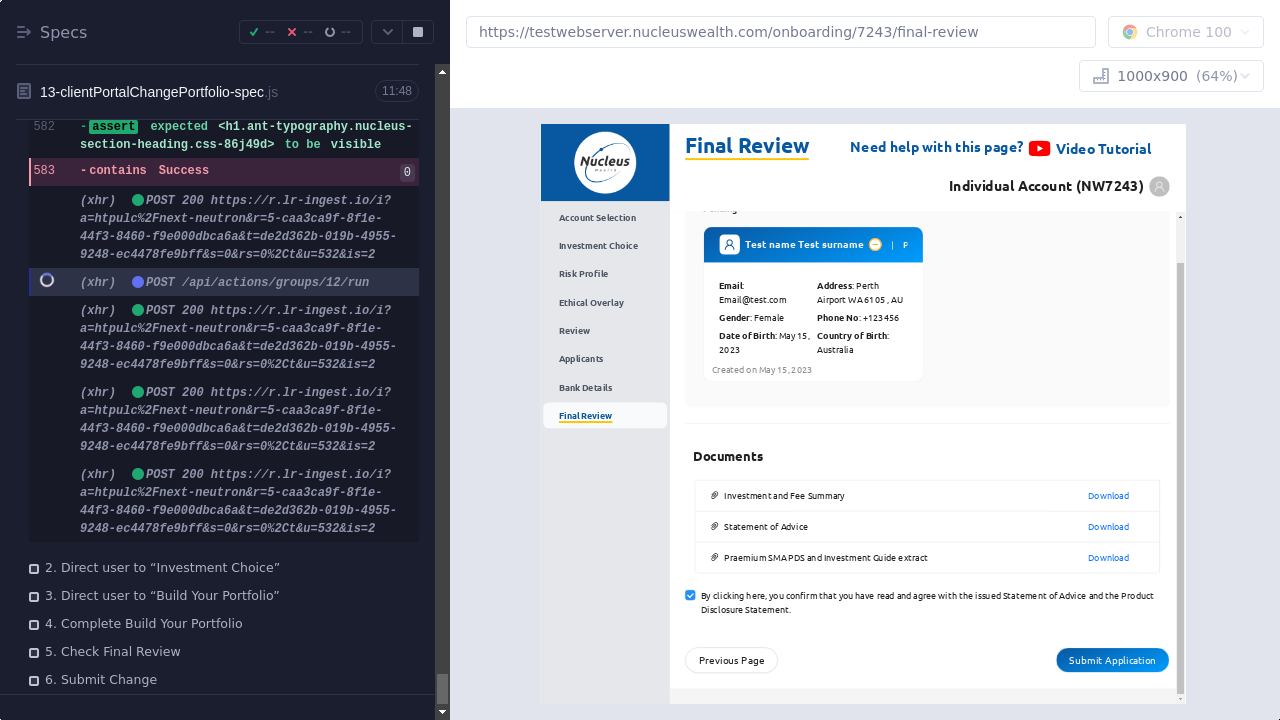 Specs
--
--
--
13-clientPortalChangePortfolio-spec.js
11:48
582
-assert expected <h1.ant-typography.nucleus-
section-heading.css-86j49d> to be visible
583
-contains Success
0
(xhr) POST 200 https://r.lr-ingest.io/i?
a=htpulc%2Fnext-neutron&r=5-caa3ca9f-8f1e-
44f3-8460-f9e000dbca6a&t=de2d362b-019b-4955-
9248-ec4478fe9bff&s=0&rs=0%2Ct&u=532&is=2
(xhr) POST /api/actions/groups/12/run
(xhr) POST 200 https://r.lr-ingest.io/i?
a=htpulc%2Fnext-neutron&r=5-caa3ca9f-8f1e-
44f3-8460-f9e000dbca6a&t=de2d362b-019b-4955-
9248-ec4478fe9bff&s=0&rs=0%2Ct&u=532&is=2
(xhr) POST 200 https://r.lr-ingest.io/i?
a=htpulc%2Fnext-neutron&r=5-caa3ca9f-8f1e-
44f3-8460-f9e000dbca6a&t=de2d362b-019b-4955-
9248-ec4478fe9bff&s=0&rs=0%2Ct&u=532&is=2
(xhr) POST 200 https://r.lr-ingest.io/i?
a=htpulc%2Fnext-neutron&r=5-caa3ca9f-8f1e-
44f3-8460-f9e000dbca6a&t=de2d362b-019b-4955-
9248-ec4478fe9bff&s=0&rs=0%2Ct&u=532&is=2
2. Direct user to “Investment Choice”
3. Direct user to “Build Your Portfolio”
4. Complete Build Your Portfolio
5. Check Final Review
6. Submit Change
https://testwebserver.nucleuswealth.com/onboarding/7243/final-review
Chrome 100
1000x900 (64%)
Nucleus
Wealth
Account Selection
Investment Choice
Risk Profile
Ethical Overlay
Review
Applicants
Bank Details
Final Review
Final Review
Need help with this page?
Video Tutorial
Individual Account (NW7243)
Test name Test surname | P
Email:
Email@test.com
Gender: Female
Date of Birth: May 15,
2023
Address: Perth
Airport WA 6105 , AU
Phone No: +123456
Country of Birth:
Australia
Created on May 15, 2023
Documents
Investment and Fee Summary
Download
Statement of Advice
Download
Praemium SMA PDS and Investment Guide extract
Download
By clicking here, you confirm that you have read and agree with the issued Statement of Advice and the Product
Disclosure Statement.
Previous Page
Submit Application